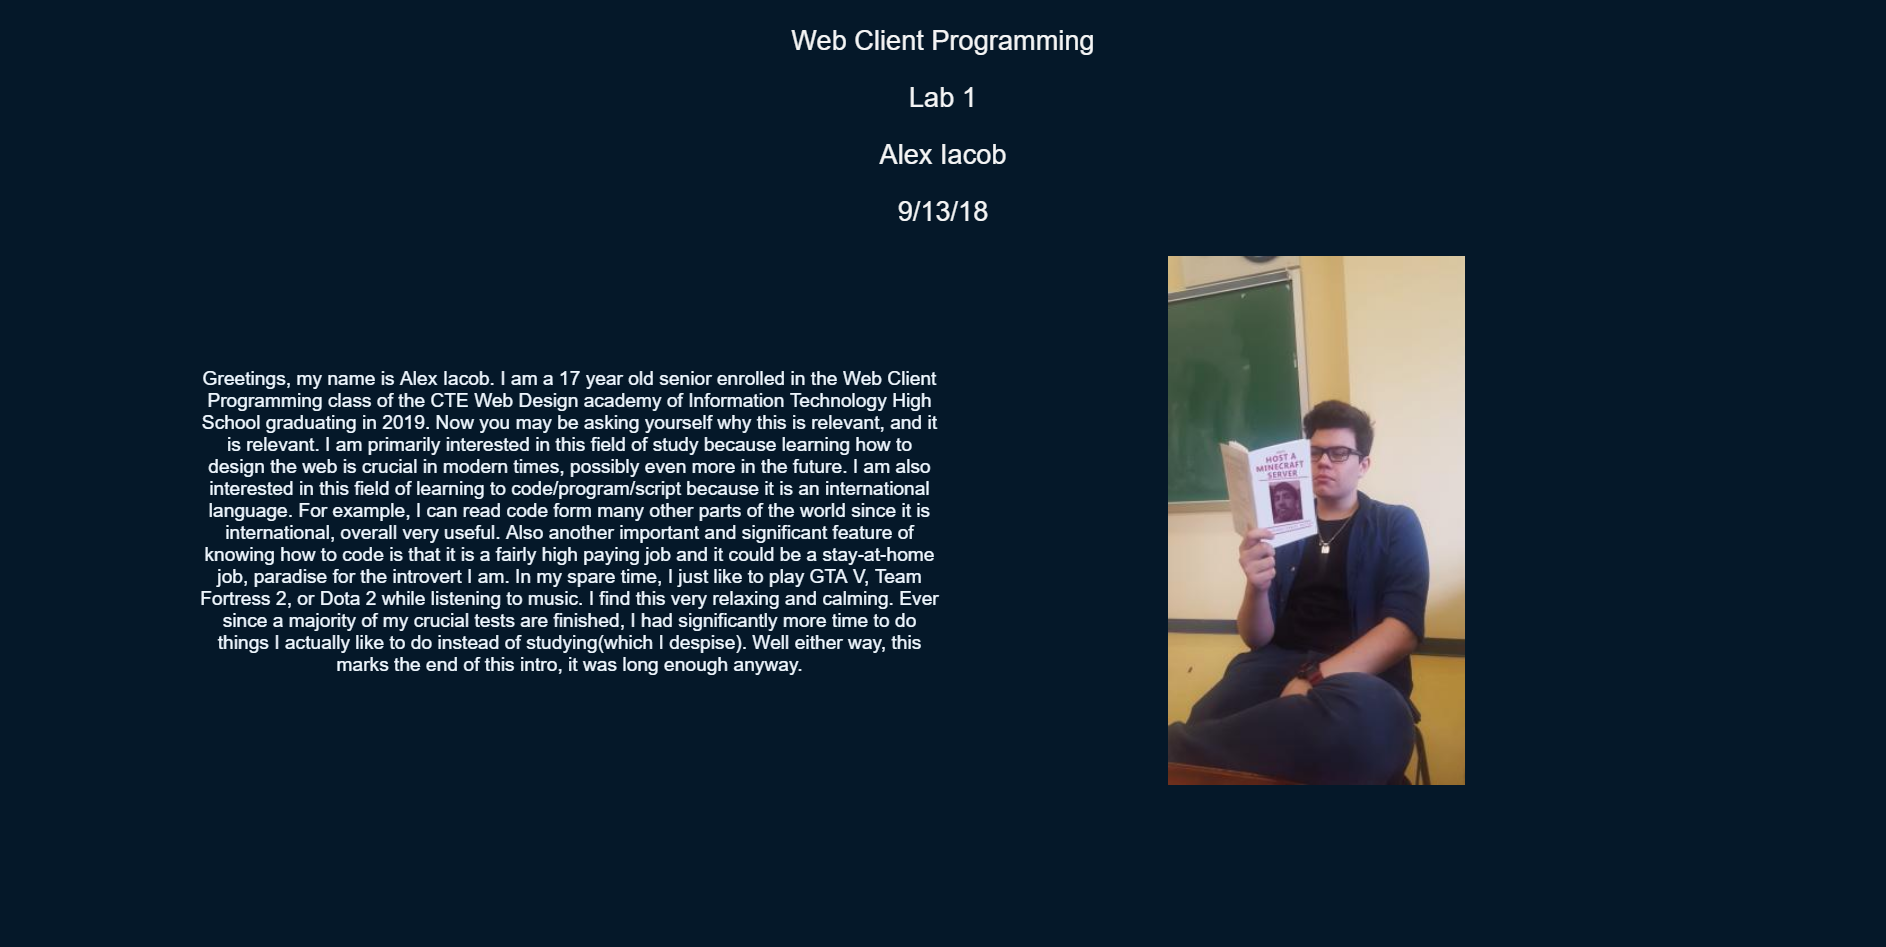 Web Client Programming
Lab 1
Alex Iacob
9/13/18
Greetings, my name is Alex Iacob. I am a 17 year old senior enrolled in the Web Client
Programming class of the CTE Web Design academy of Information Technology High
School graduating in 2019. Now you may be asking yourself why this is relevant, and it
is relevant. I am primarily interested in this field of study because learning how to
design the web is crucial in modern times, possibly even more in the future. I am also
interested in this field of learning to code/program/script because it is an international
language. For example, I can read code form many other parts of the world since it is
international, overall very useful. Also another important and significant feature of
knowing how to code is that it is a fairly high paying job and it could be a stay-at-home
job, paradise for the introvert I am. In my spare time, I just like to play GTA V, Team
Fortress 2, or Dota 2 while listening to music. I find this very relaxing and calming. Ever
since a majority of my crucial tests are finished, I had significantly more time to do
things I actually like to do instead of studying(which I despise). Well either way, this
marks the end of this intro, it was long enough anyway.
HOST A
MINECRAFT
SERVER